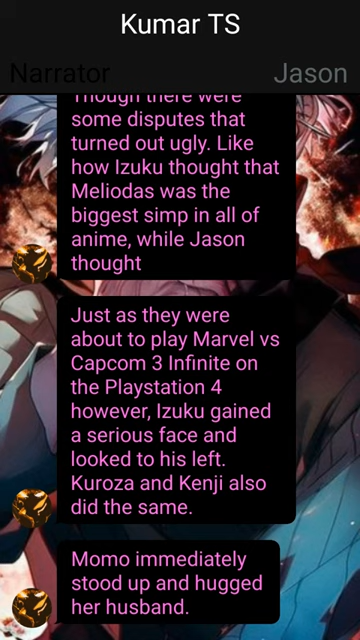 Kumar TS
Narrator
Jason
Though there were
some disputes that
turned out ugly. Like
how Izuku thought that
Meliodas was the
biggest simp in all of
anime, while Jason
thought
Just as they were
about to play Marvel vs
Capcom 3 Infinite on
the Playstation 4
however, Izuku gained
a serious face and
looked to his left.
Kuroza and Kenji also
did the same.
Momo immediately
stood up and hugged
her husband.